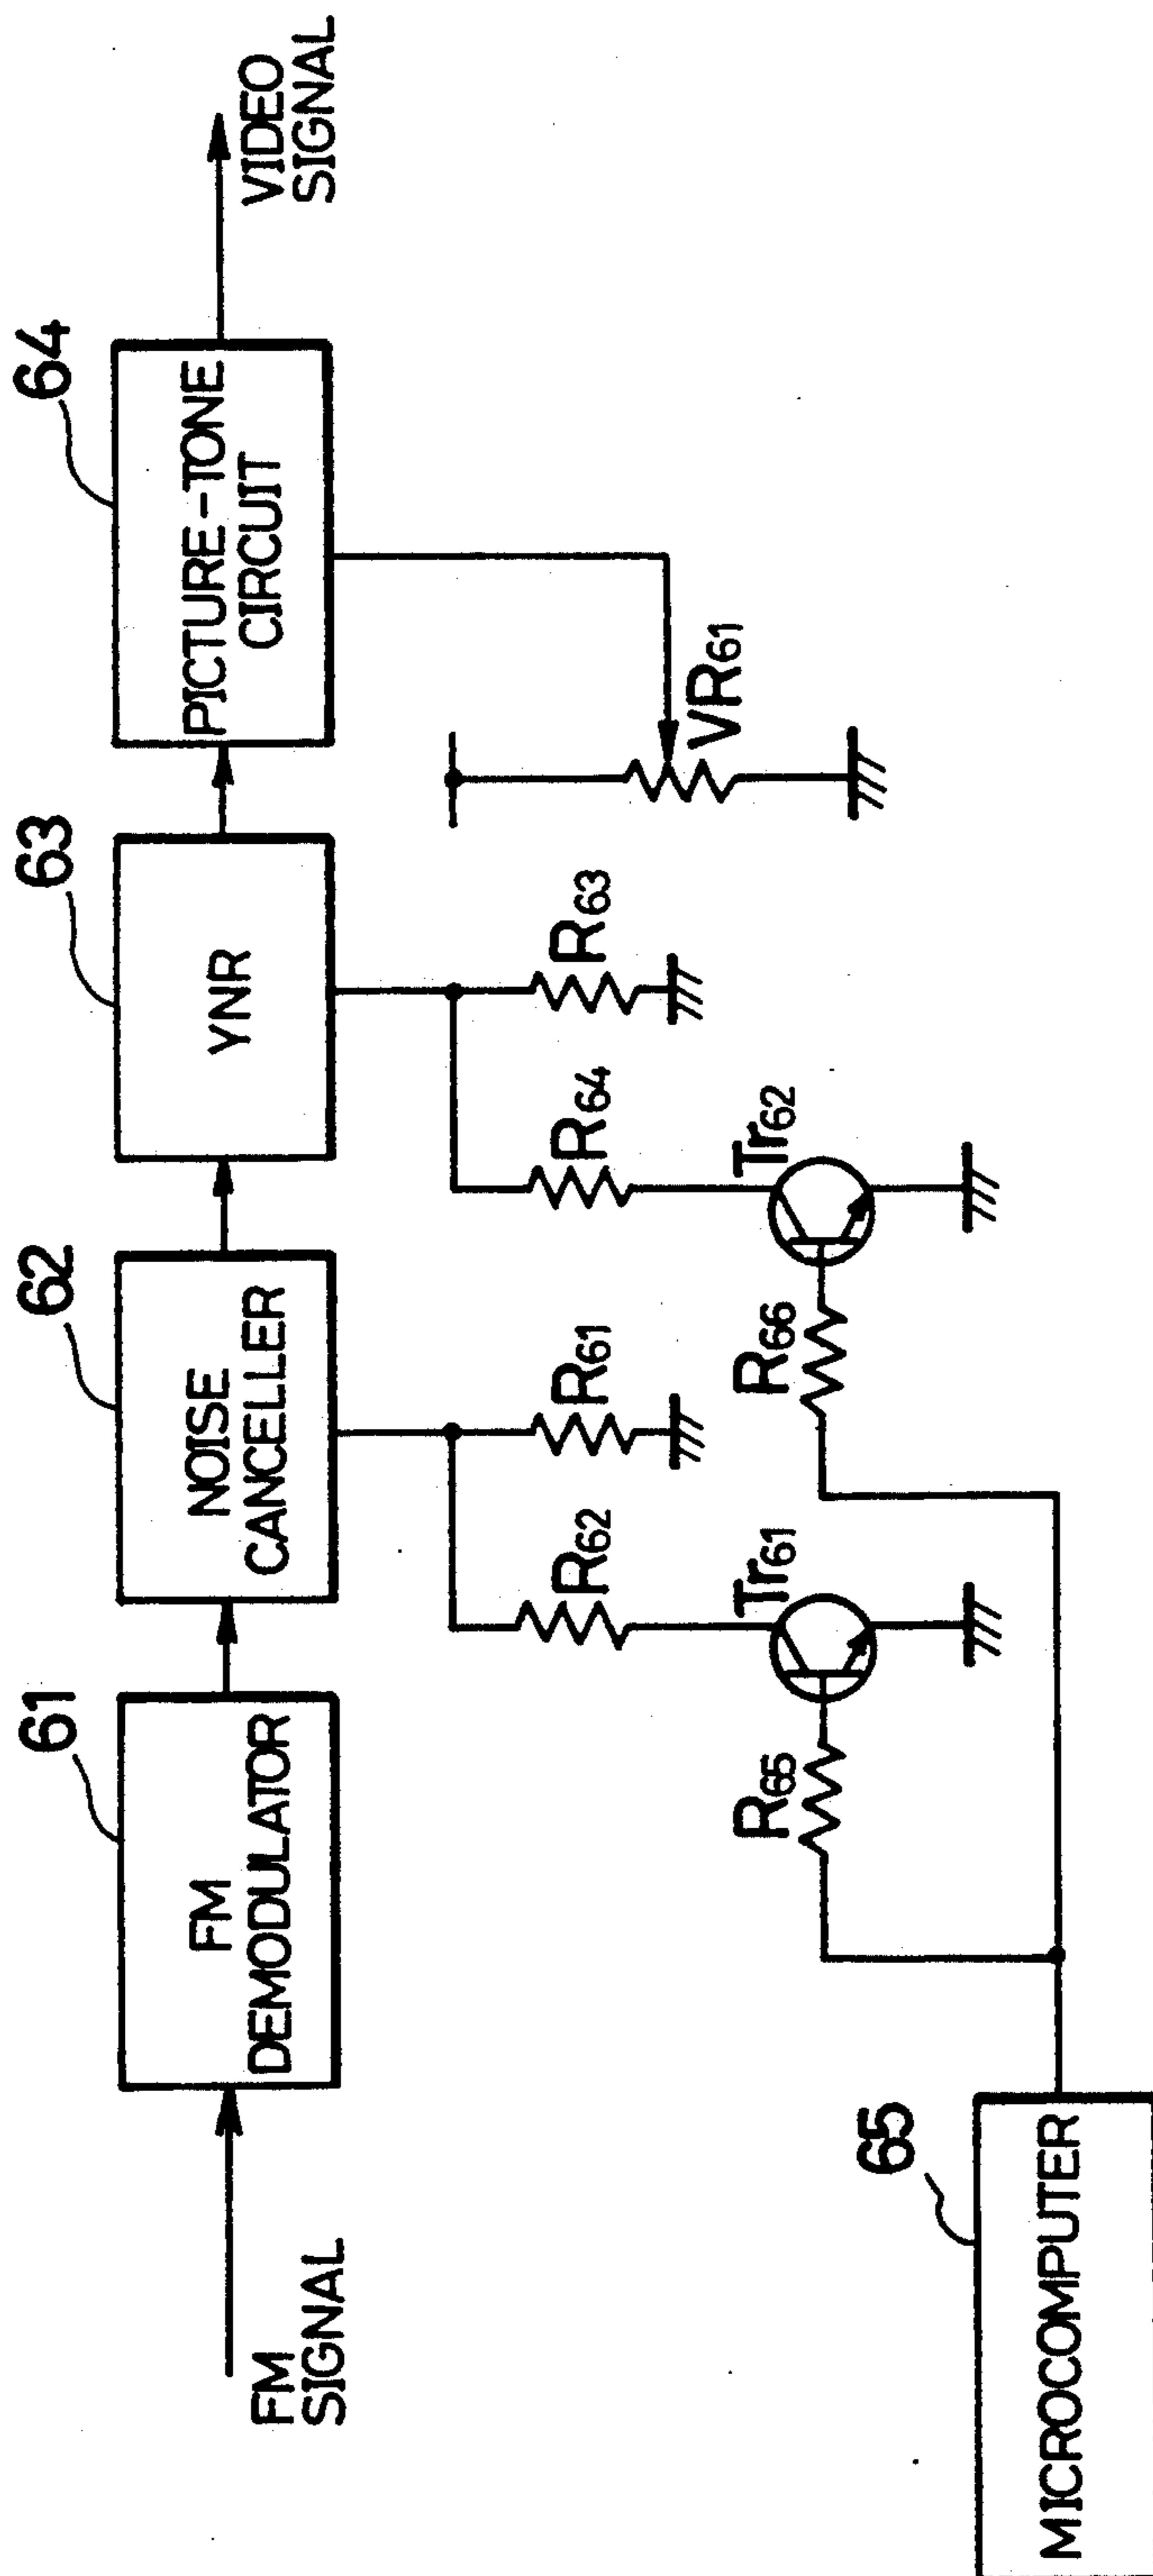 61
62
63
64
FM
SIGNAL
FM
DEMODULATOR
NOISE
CANCELLER
YNR
PICTURE-TONE
CIRCUIT
VIDEO
SIGNAL
R62
R61
R64
R63
VR61
R65
Tr61
R66
Tr62
65
MICROCOMPUTER